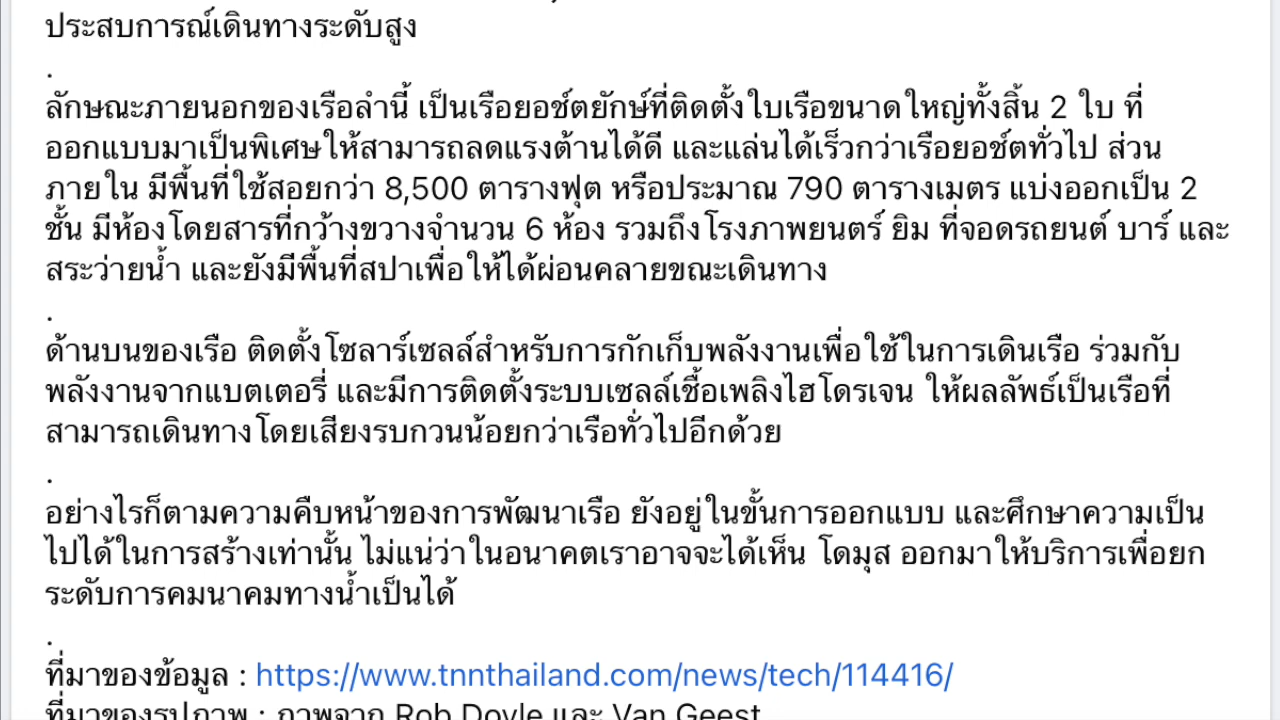 ประสบการณ์เดินทางระดับสูง
.
ลักษณะภายนอกของเรือลำนี้ เป็นเรือยอช์ตยักษ์ที่ติดตั้งใบเรือขนาดใหญ่ทั้งสิ้น 2 ใบ ที่
ออกแบบมาเป็นพิเศษให้สามารถลดแรงต้านได้ดี และแล่นได้เร็วกว่าเรือยอช์ตทั่วไป ส่วน
ภายใน มีพื้นที่ใช้สอยกว่า 8,500 ตารางฟุต หรือประมาณ 790 ตารางเมตร แบ่งออกเป็น 2
ชั้น มีห้องโดยสารที่กว้างขวางจำนวน 6 ห้อง รวมถึงโรงภาพยนตร์ ยิม ที่จอดรถยนต์ บาร์ และ
สระว่ายน้ำ และยังมีพื้นที่สปาเพื่อให้ได้ผ่อนคลายขณะเดินทาง
.
ด้านบนของเรือ ติดตั้งโซลาร์เซลล์สำหรับการกักเก็บพลังงานเพื่อใช้ในการเดินเรือ ร่วมกับ
พลังงานจากแบตเตอรี่ และมีการติดตั้งระบบเซลล์เชื้อเพลิงไฮโดรเจน ให้ผลลัพธ์เป็นเรือที่
สามารถเดินทางโดยเสียงรบกวนน้อยกว่าเรือทั่วไปอีกด้วย
.
อย่างไรก็ตามความคืบหน้าของการพัฒนาเรือ ยังอยู่ในขั้นการออกแบบ และศึกษาความเป็น
ไปได้ในการสร้างเท่านั้น ไม่แน่ว่าในอนาคตเราอาจจะได้เห็น โดมุส ออกมาให้บริการเพื่อยก
ระดับการคมนาคมทางน้ำเป็นได้
.
ที่มาของข้อมูล : https://www.tnnthailand.com/news/tech/114416/
ที่มาของรูปภาพ : ภาพจาก Rob Doyle และ Van Geest